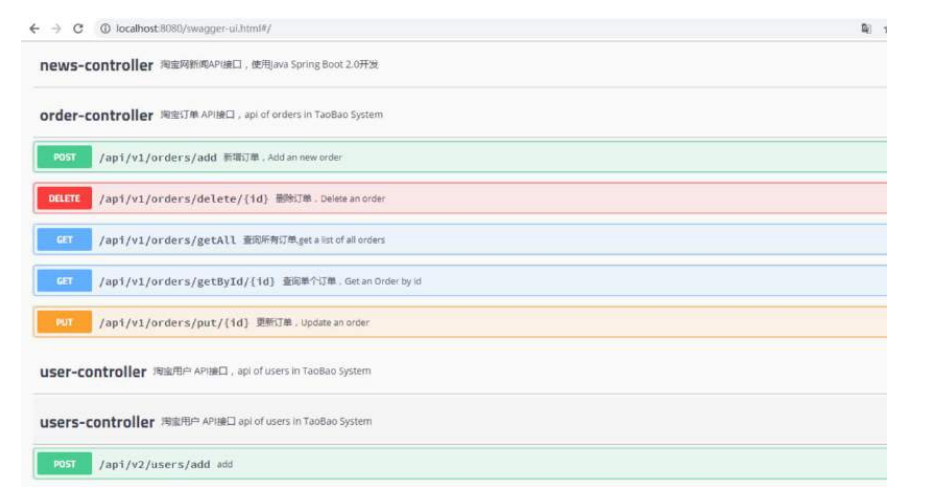 localhost:8080/swagger-ui.html#/
news-controller 淘宝网新闻API接口，使用Java Spring Boot 2.0开发
order-controller 淘宝订单 API接口，api of orders in TaoBao System
POST /api/v1/orders/add 新增订单，Add an new order
DELETE /api/v1/orders/delete/{id} 删除订单，Delete an order
GET /api/v1/orders/getAll 查询所有订单,get a list of all orders
GET /api/v1/orders/getById/{id} 查询单个订单，Get an Order by id
PUT /api/v1/orders/put/{id} 更新订单，Update an order
user-controller 淘宝用户 API接口，api of users in TaoBao System
users-controller 淘宝用户 API接口 api of users in TaoBao System
POST /api/v2/users/add add